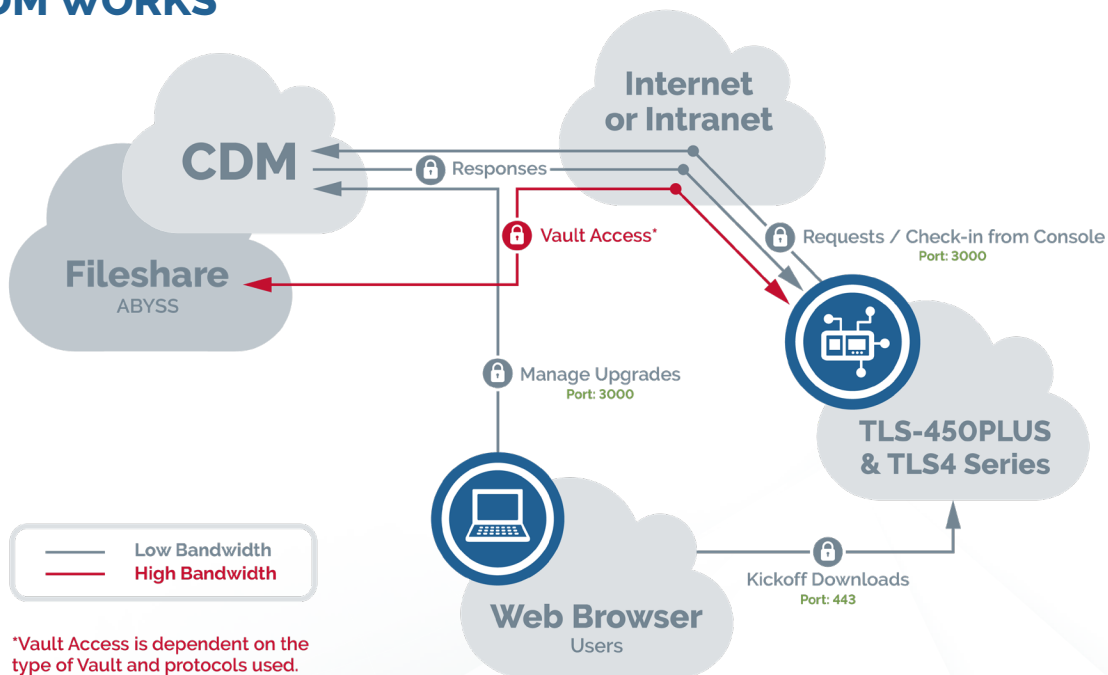 WORKS
Internet
or Intranet
CDM
Responses
Vault Access*
Requests / Check-in from Console
Port: 3000
Fileshare
ABYSS
Manage Upgrades
Port: 3000
TLS-450PLUS
& TLS4 Series
Low Bandwidth
High Bandwidth
Kickoff Downloads
Port: 443
Web Browser
Users
*Vault Access is dependent on the
type of Vault and protocols used.